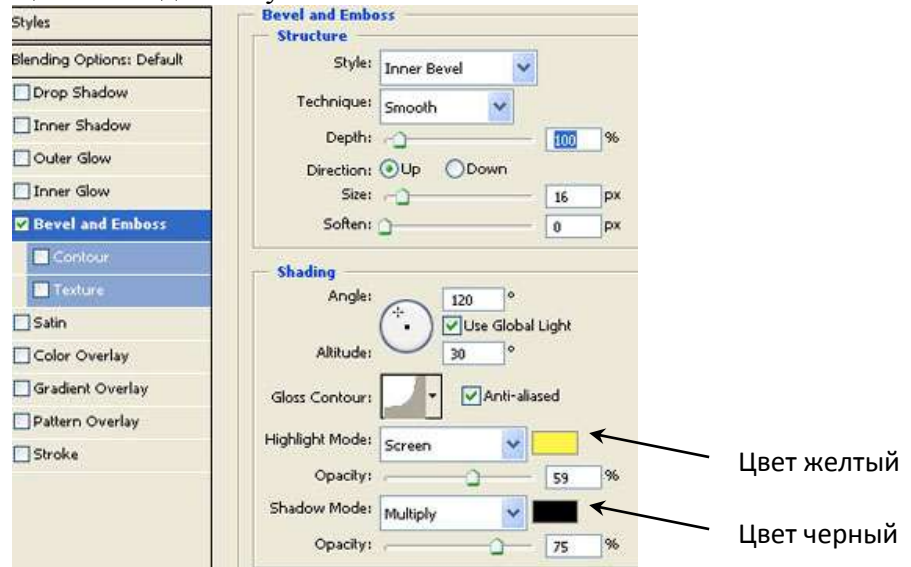 Styles
Blending Options: Default
Drop Shadow
Inner Shadow
Outer Glow
Inner Glow
Bevel and Emboss
Contour
Texture
Satin
Color Overlay
Gradient Overlay
Pattern Overlay
Stroke
Bevel and Emboss
Structure
Style: Inner Bevel
Technique: Smooth
Depth: 100 %
Direction: Up Down
Size: 16 px
Soften: 0 px
Shading
Angle: 120 °
Use Global Light
Altitude: 30 °
Gloss Contour: Anti-aliased
Highlight Mode: Screen
Opacity: 59 %
Shadow Mode: Multiply
Opacity: 75 %
Цвет желтый
Цвет черный